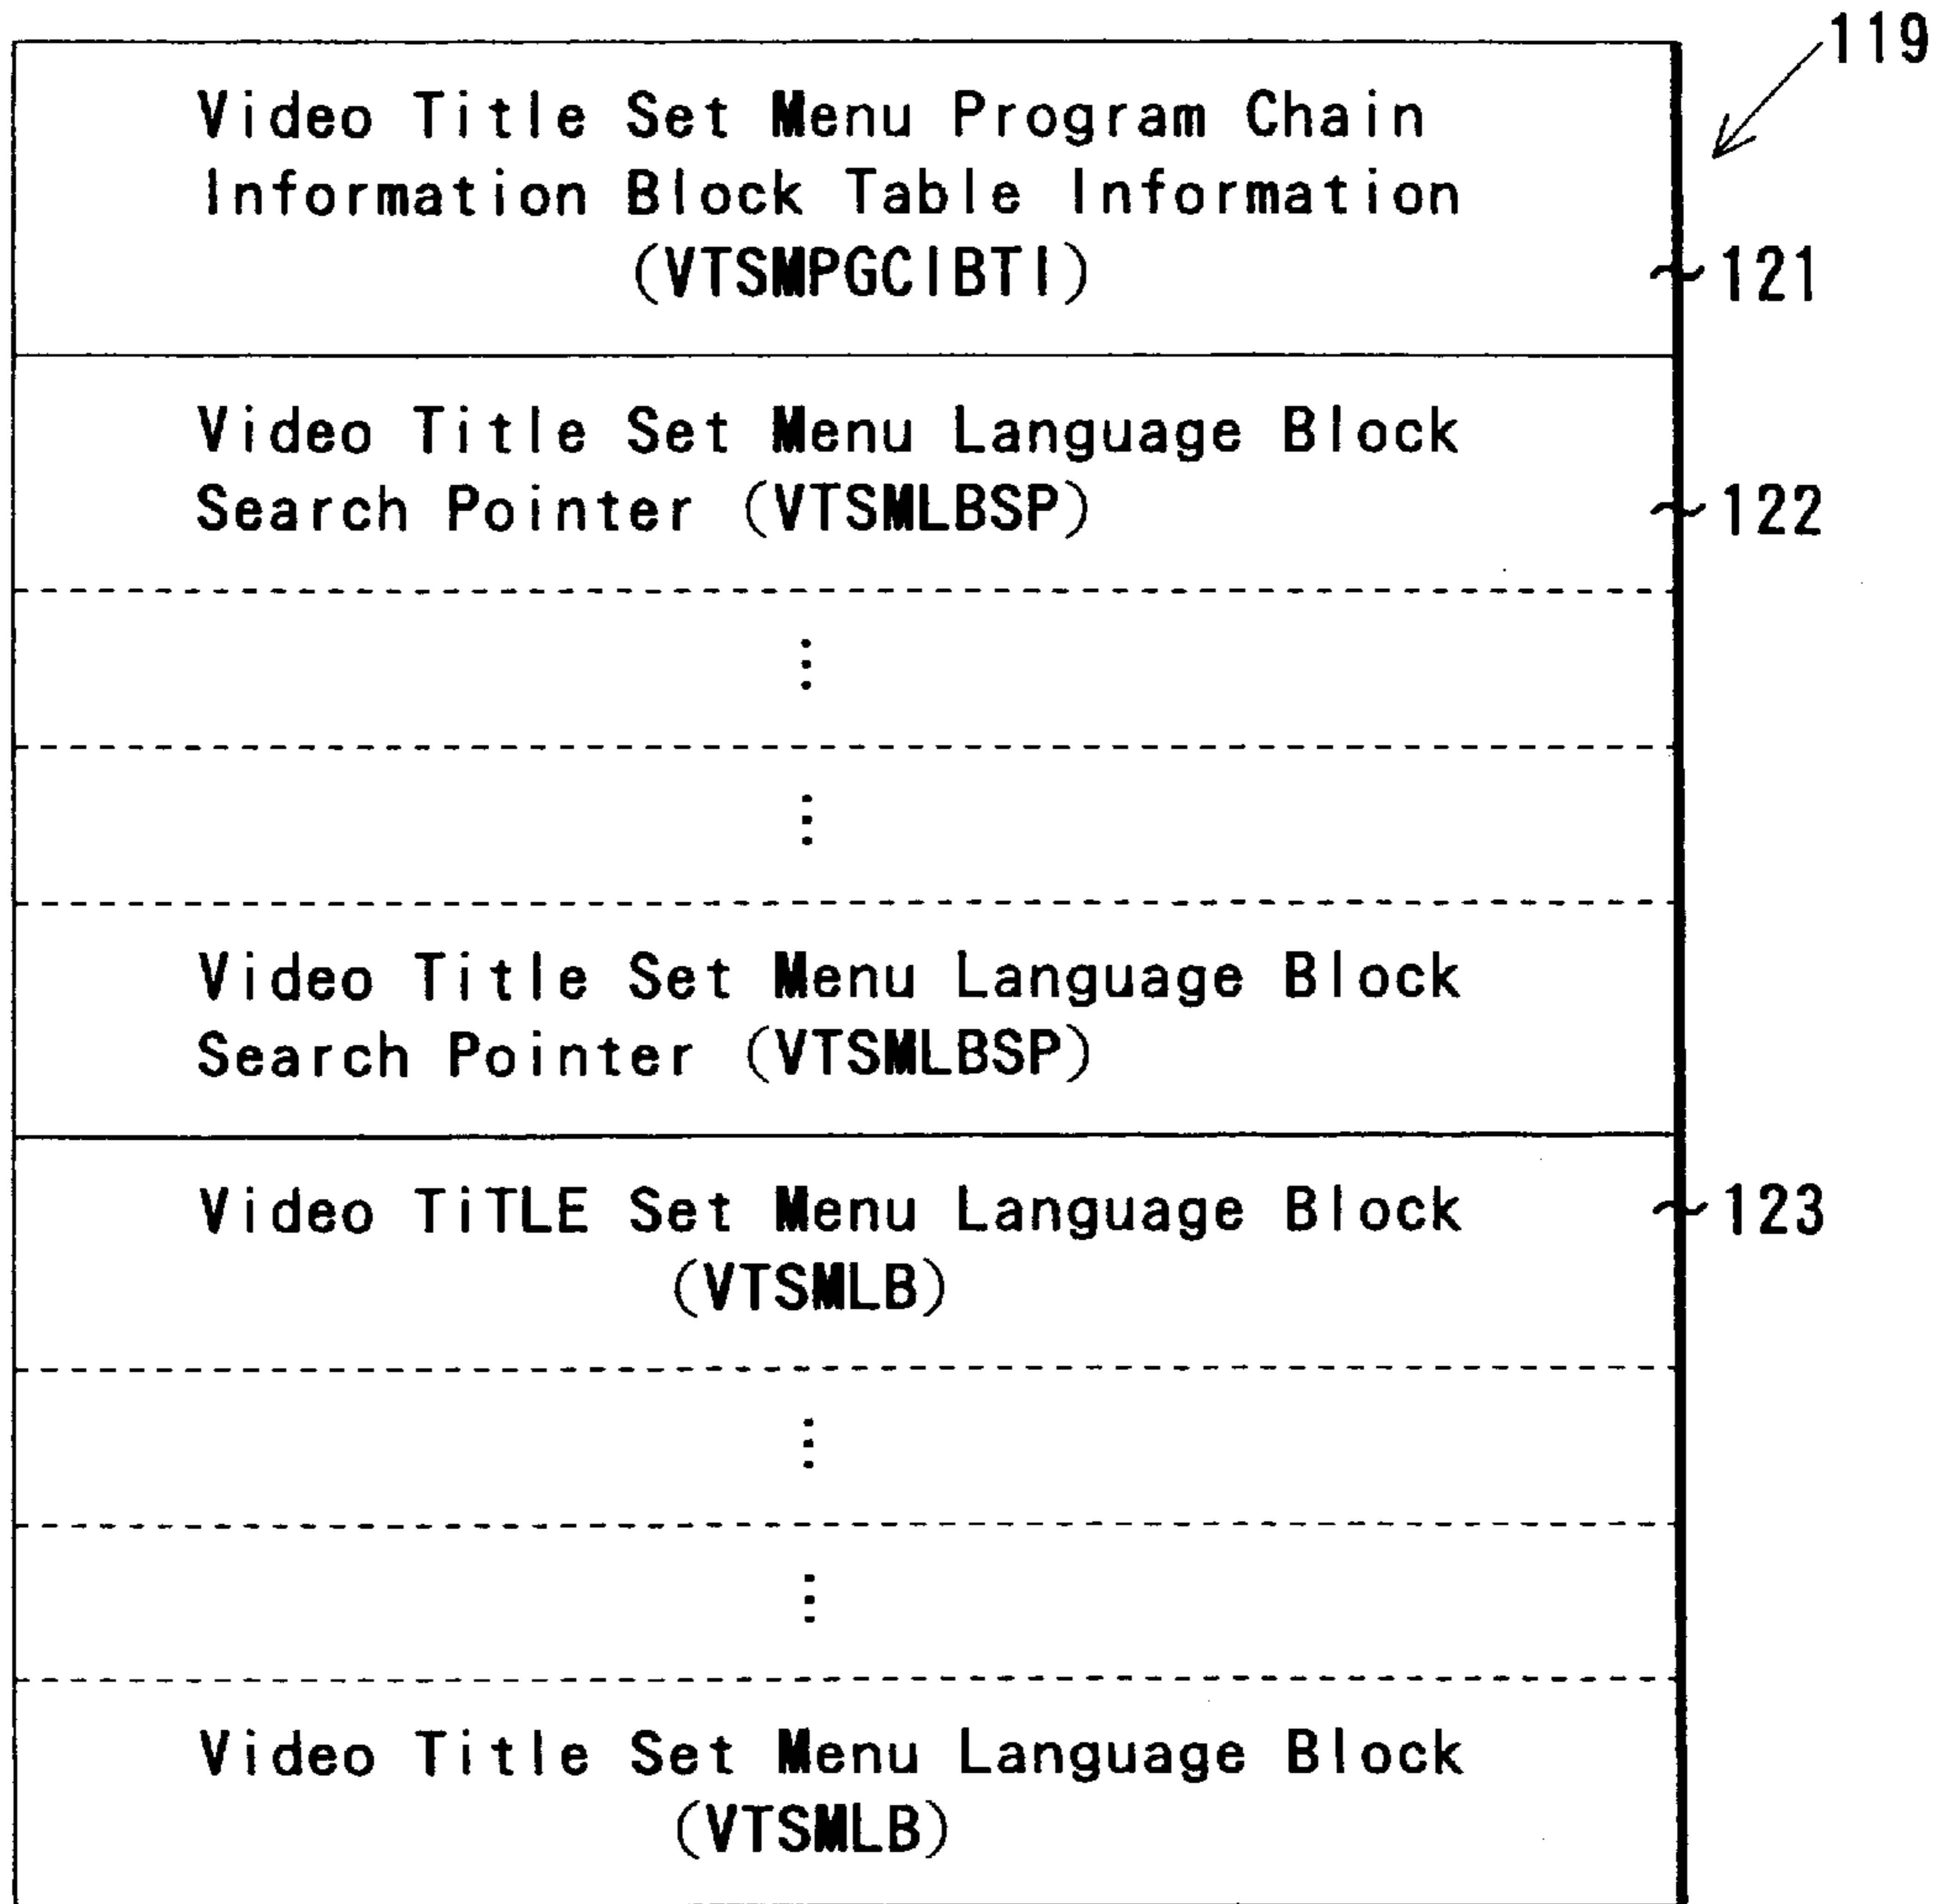 119
Video Title Set Menu Program Chain
Information Block Table Information
(VTSMPGCIBTI)
121
Video Title Set Menu Language Block
Search Pointer (VTSMLBSP)
122
Video Title Set Menu Language Block
Search Pointer (VTSMLBSP)
Video TiTLE Set Menu Language Block
123
(VTSMLB)
Video Title Set Menu Language Block
(VTSMLB)